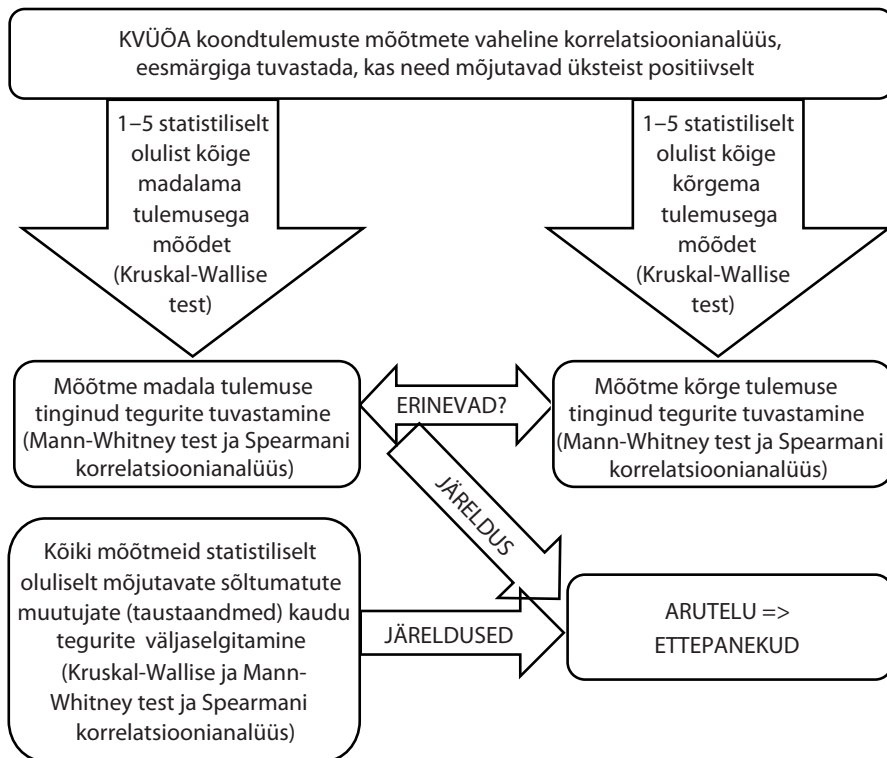 KVÜÕA koondtulemuste mõõtmete vaheline korrelatsioonianalüüs,
eesmärgiga tuvastada, kas need mõjutavad üksteist positiivselt
1–5 statistiliselt
olulist kõige
madalama
tulemusega
mõõdet
(Kruskal-Wallise
test)
1–5 statistiliselt
olulist kõige
kõrgema
tulemusega
mõõdet
(Kruskal-Wallise
test)
Mõõtme madala tulemuse
tinginud tegurite tuvastamine
(Mann-Whitney test ja Spearmani
korrelatsioonianalüüs)
ERINEVAD?
Mõõtme kõrge tulemuse
tinginud tegurite tuvastamine
(Mann-Whitney test ja Spearmani
korrelatsioonianalüüs)
JÄRELDUS
Kõiki mõõtmeid statistiliselt
oluliselt mõjutavate sõltumatute
muutujate (taustaandmed) kaudu
tegurite väljaselgitamine
(Kruskal-Wallise ja Mann-
Whitney test ja Spearmani
korrelatsioonianalüüs)
JÄRELDUSED
ARUTELU =>
ETTEPANEKUD